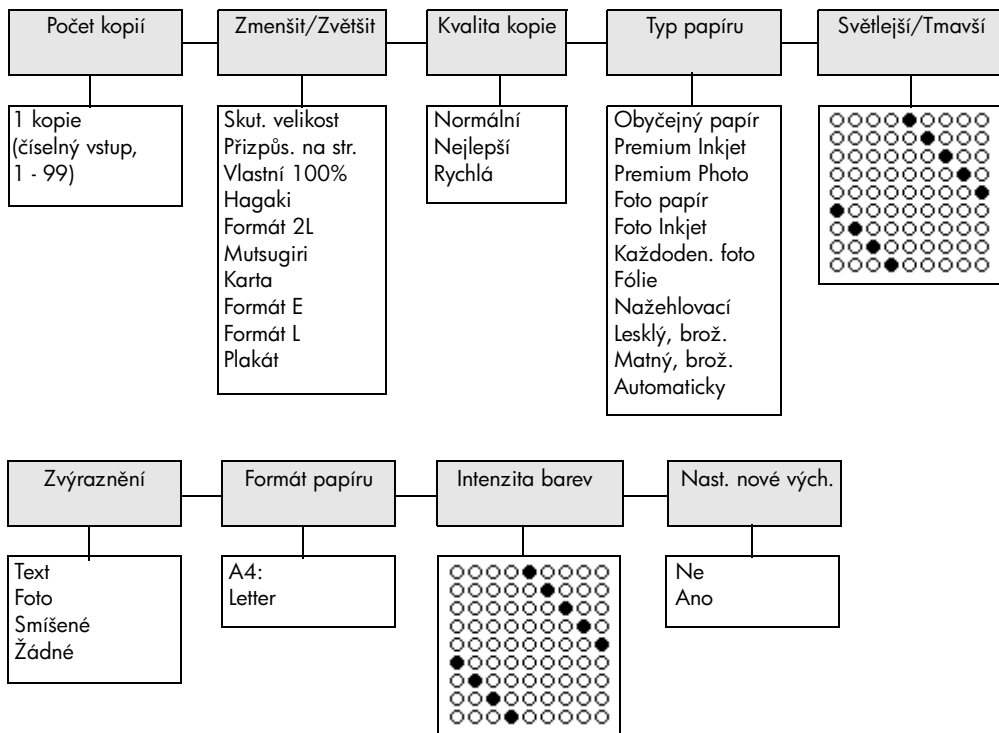 Počet kopií
Zmenšit/Zvětšit
Kvalita kopie
Typ papíru
Světlejší/Tmavší
1 kopie
(číselný vstup,
1 - 99)
Skut. velikost
Přizpůs. na str.
Vlastní 100%
Hagaki
Formát 2L
Mutsugiri
Karta
Formát E
Formát L
Plakát
Normální
Nejlepší
Rychlá
Obyčejný papír
Premium Inkjet
Premium Photo
Foto papír
Foto Inkjet
Každoden. foto
Fólie
Nažehlovací
Lesklý, brož.
Matný, brož.
Automaticky
Zvýraznění
Formát papíru
Intenzita barev
Nast. nové vých.
Text
Foto
Smíšené
Žádné
A4:
Letter
Ne
Ano